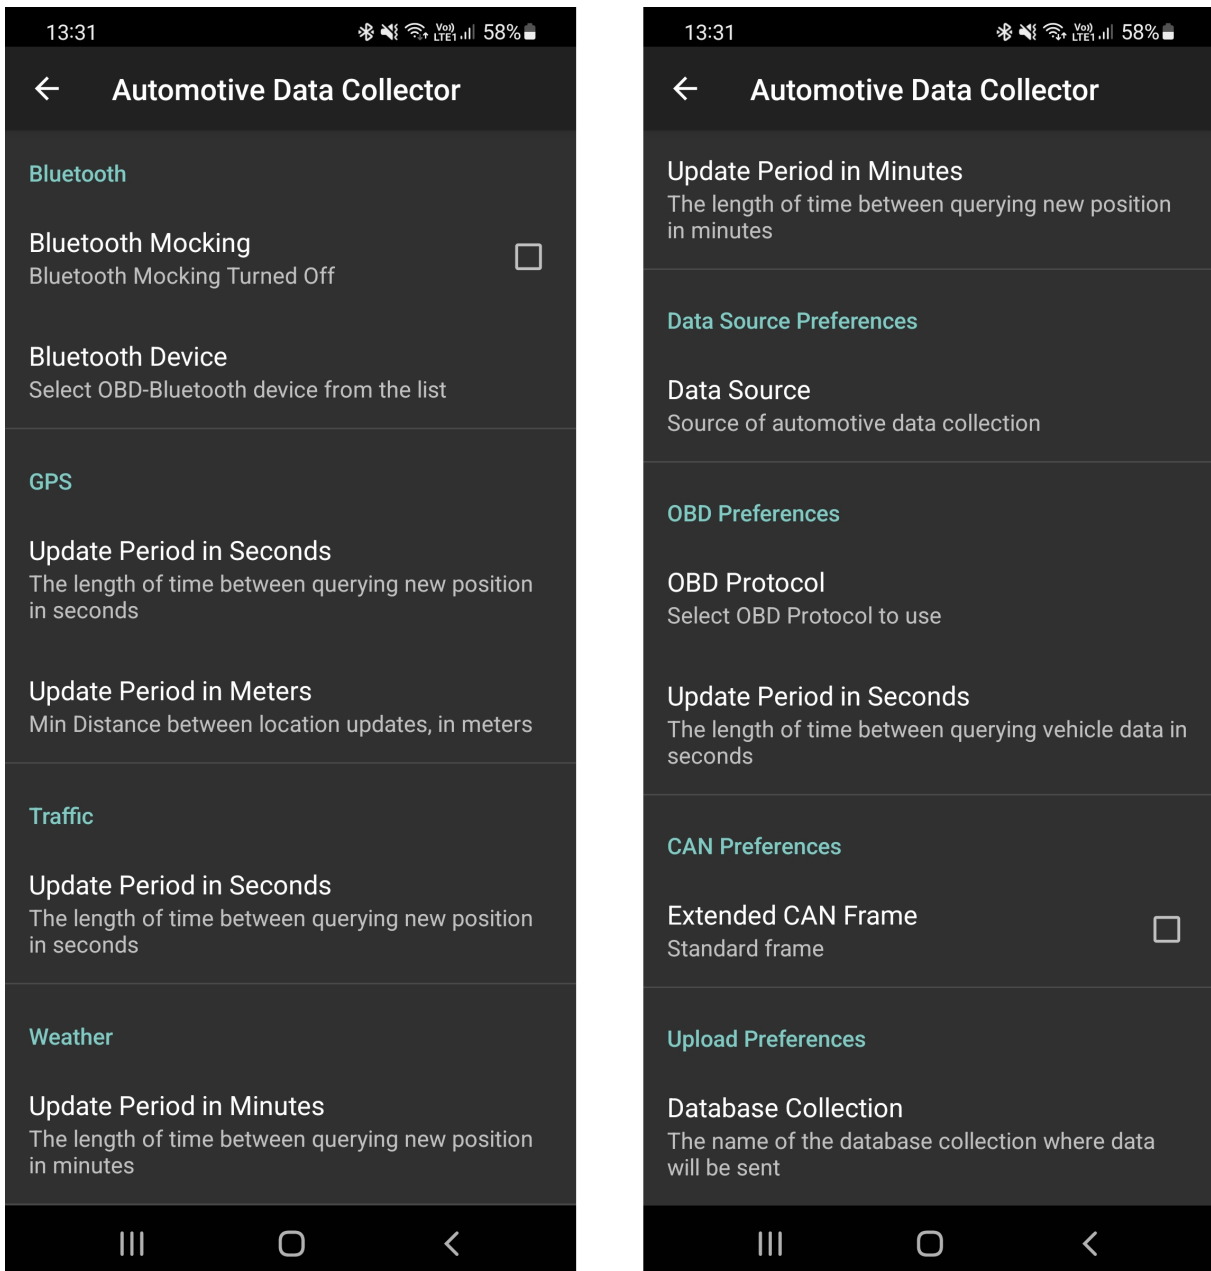 13:31
Vo))
LTE1
58%
Automotive Data Collector
Bluetooth
Bluetooth Mocking
Bluetooth Mocking Turned Off
Bluetooth Device
Select OBD-Bluetooth device from the list
GPS
Update Period in Seconds
The length of time between querying new position
in seconds
Update Period in Meters
Min Distance between location updates, in meters
Traffic
Update Period in Seconds
The length of time between querying new position
in seconds
Weather
Update Period in Minutes
The length of time between querying new position
in minutes
13:31
Vo))
LTE1
58%
Automotive Data Collector
Update Period in Minutes
The length of time between querying new position
in minutes
Data Source Preferences
Data Source
Source of automotive data collection
OBD Preferences
OBD Protocol
Select OBD Protocol to use
Update Period in Seconds
The length of time between querying vehicle data in
seconds
CAN Preferences
Extended CAN Frame
Standard frame
Upload Preferences
Database Collection
The name of the database collection where data
will be sent